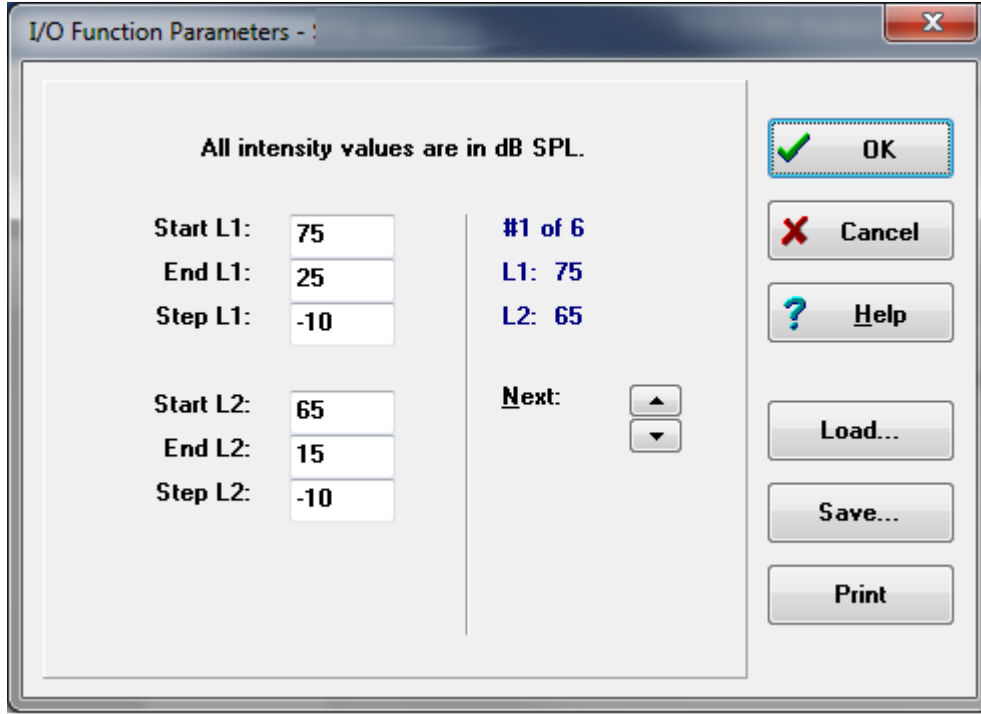 I/O Function Parameters -
All intensity values are in dB SPL.
Start L1: 75
End L1: 25
Step L1: -10
Start L2: 65
End L2: 15
Step L2: -10
#1 of 6
L1: 75
L2: 65
Next:
OK
Cancel
Help
Load...
Save...
Print